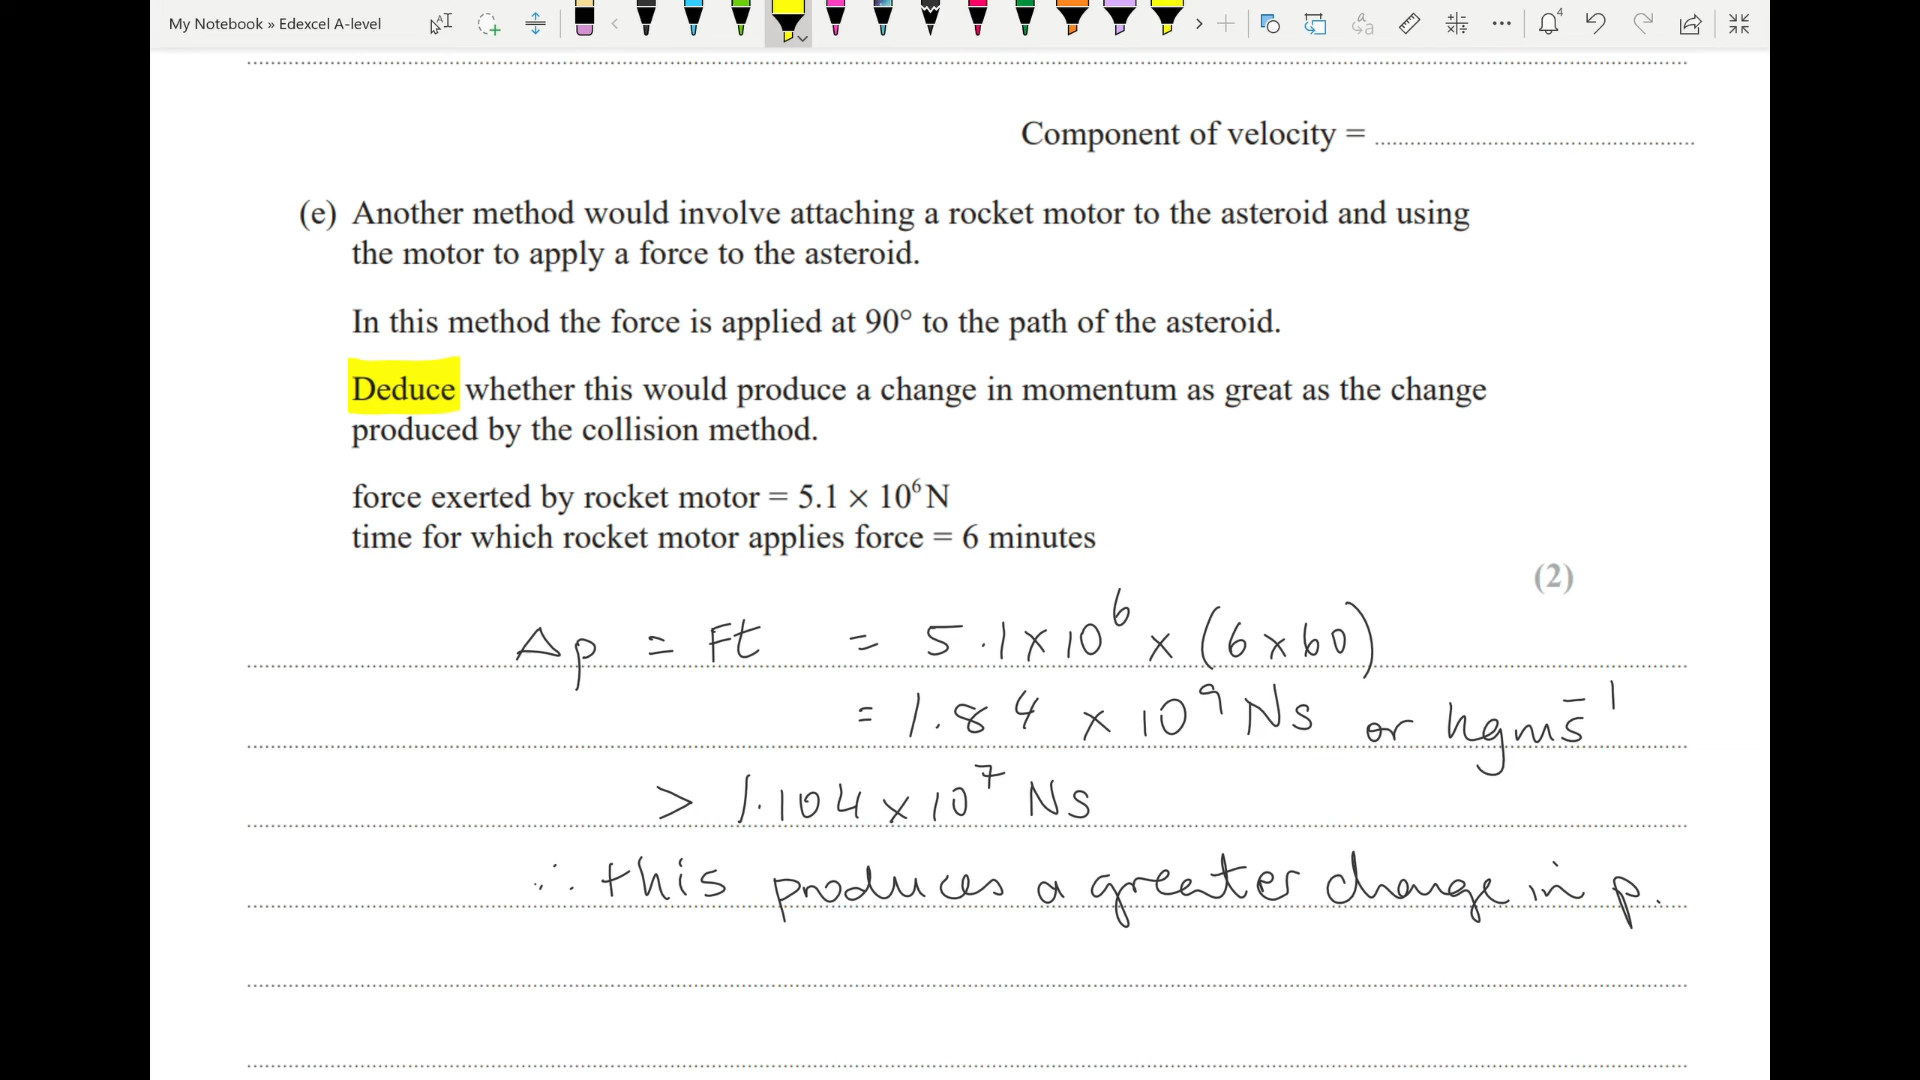 My Notebook » Edexcel A-level
4
Component of velocity =
(e) Another method would involve attaching a rocket motor to the asteroid and using
the motor to apply a force to the asteroid.
In this method the force is applied at 90° to the path of the asteroid.
Deduce whether this would produce a change in momentum as great as the change
produced by the collision method.
force exerted by rocket motor = 5.1 × 10⁶ N
time for which rocket motor applies force = 6 minutes
(2)
Δp = Ft = 5.1 × 10⁶ × (6 × 60)
= 1.84 × 10⁹ Ns or kgms⁻¹
> 1.104 × 10⁷ Ns
∴ this produces a greater change in p.